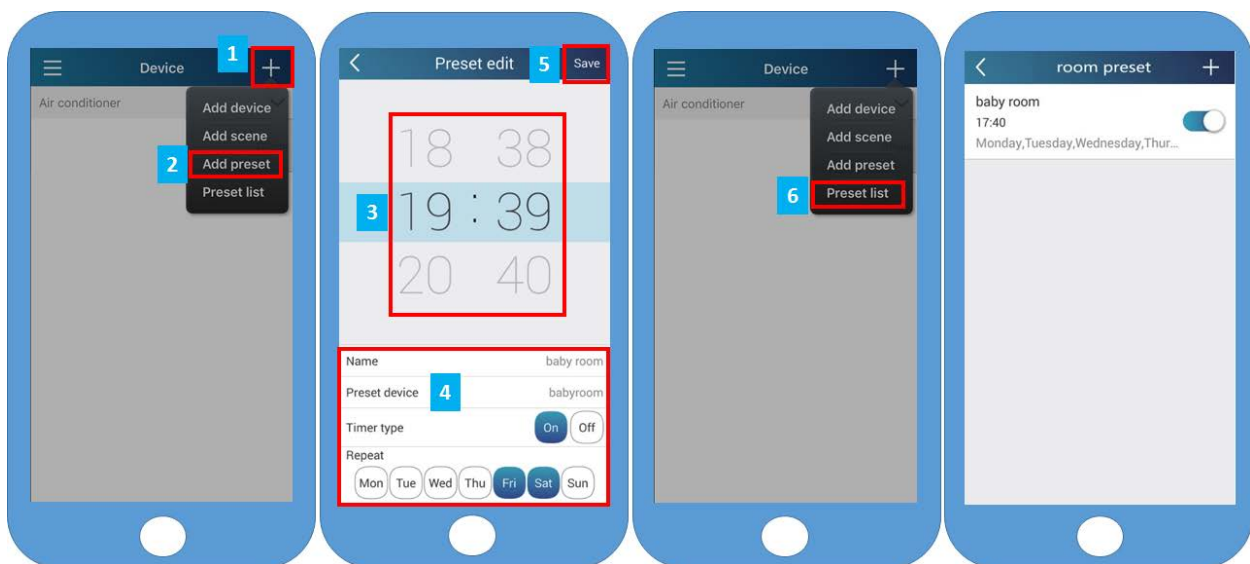 Device
1
Air conditioner
Add device
Add scene
2
Add preset
Preset list
Preset edit
5
Save
18 38
3
19 : 39
20 40
Name baby room
Preset device 4 babyroom
Timer type On Off
Repeat
Mon Tue Wed Thu Fri Sat Sun
Device
Air conditioner
Add device
Add scene
Add preset
6
Preset list
room preset
baby room
17:40
Monday,Tuesday,Wednesday,Thur...